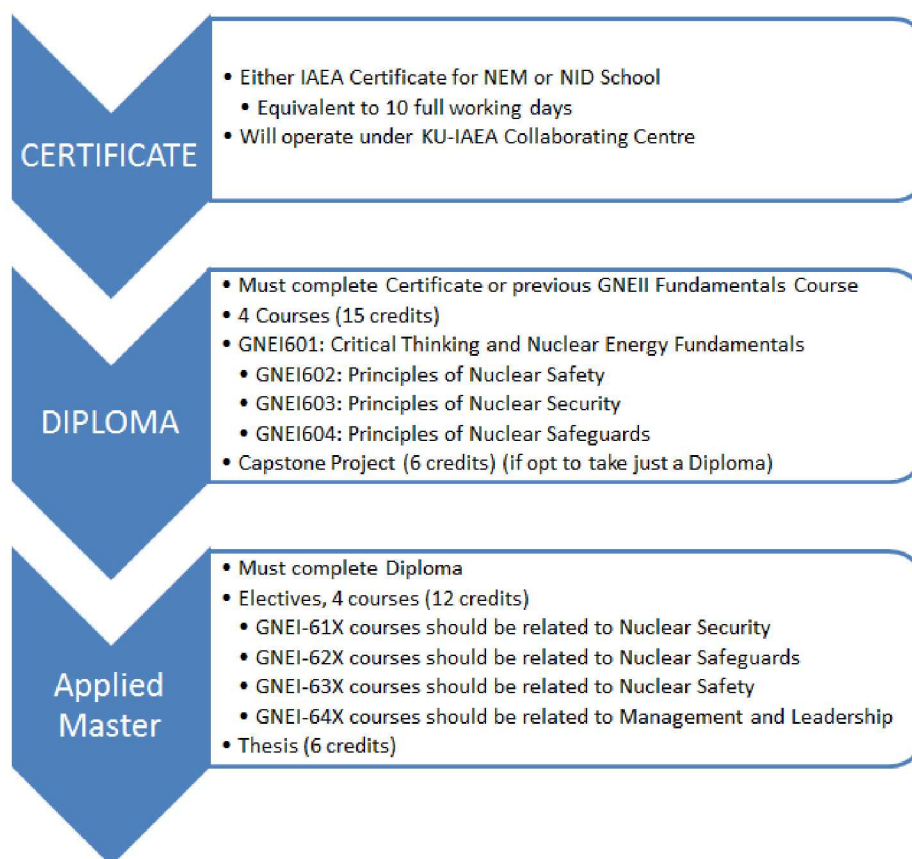 CERTIFICATE
• Either IAEA Certificate for NEM or NID School
• Equivalent to 10 full working days
• Will operate under KU-IAEA Collaborating Centre
DIPLOMA
• Must complete Certificate or previous GNEII Fundamentals Course
• 4 Courses (15 credits)
• GNEI601: Critical Thinking and Nuclear Energy Fundamentals
• GNEI602: Principles of Nuclear Safety
• GNEI603: Principles of Nuclear Security
• GNEI604: Principles of Nuclear Safeguards
• Capstone Project (6 credits) (if opt to take just a Diploma)
Applied
Master
• Must complete Diploma
• Electives, 4 courses (12 credits)
• GNEI-61X courses should be related to Nuclear Security
• GNEI-62X courses should be related to Nuclear Safeguards
• GNEI-63X courses should be related to Nuclear Safety
• GNEI-64X courses should be related to Management and Leadership
• Thesis (6 credits)